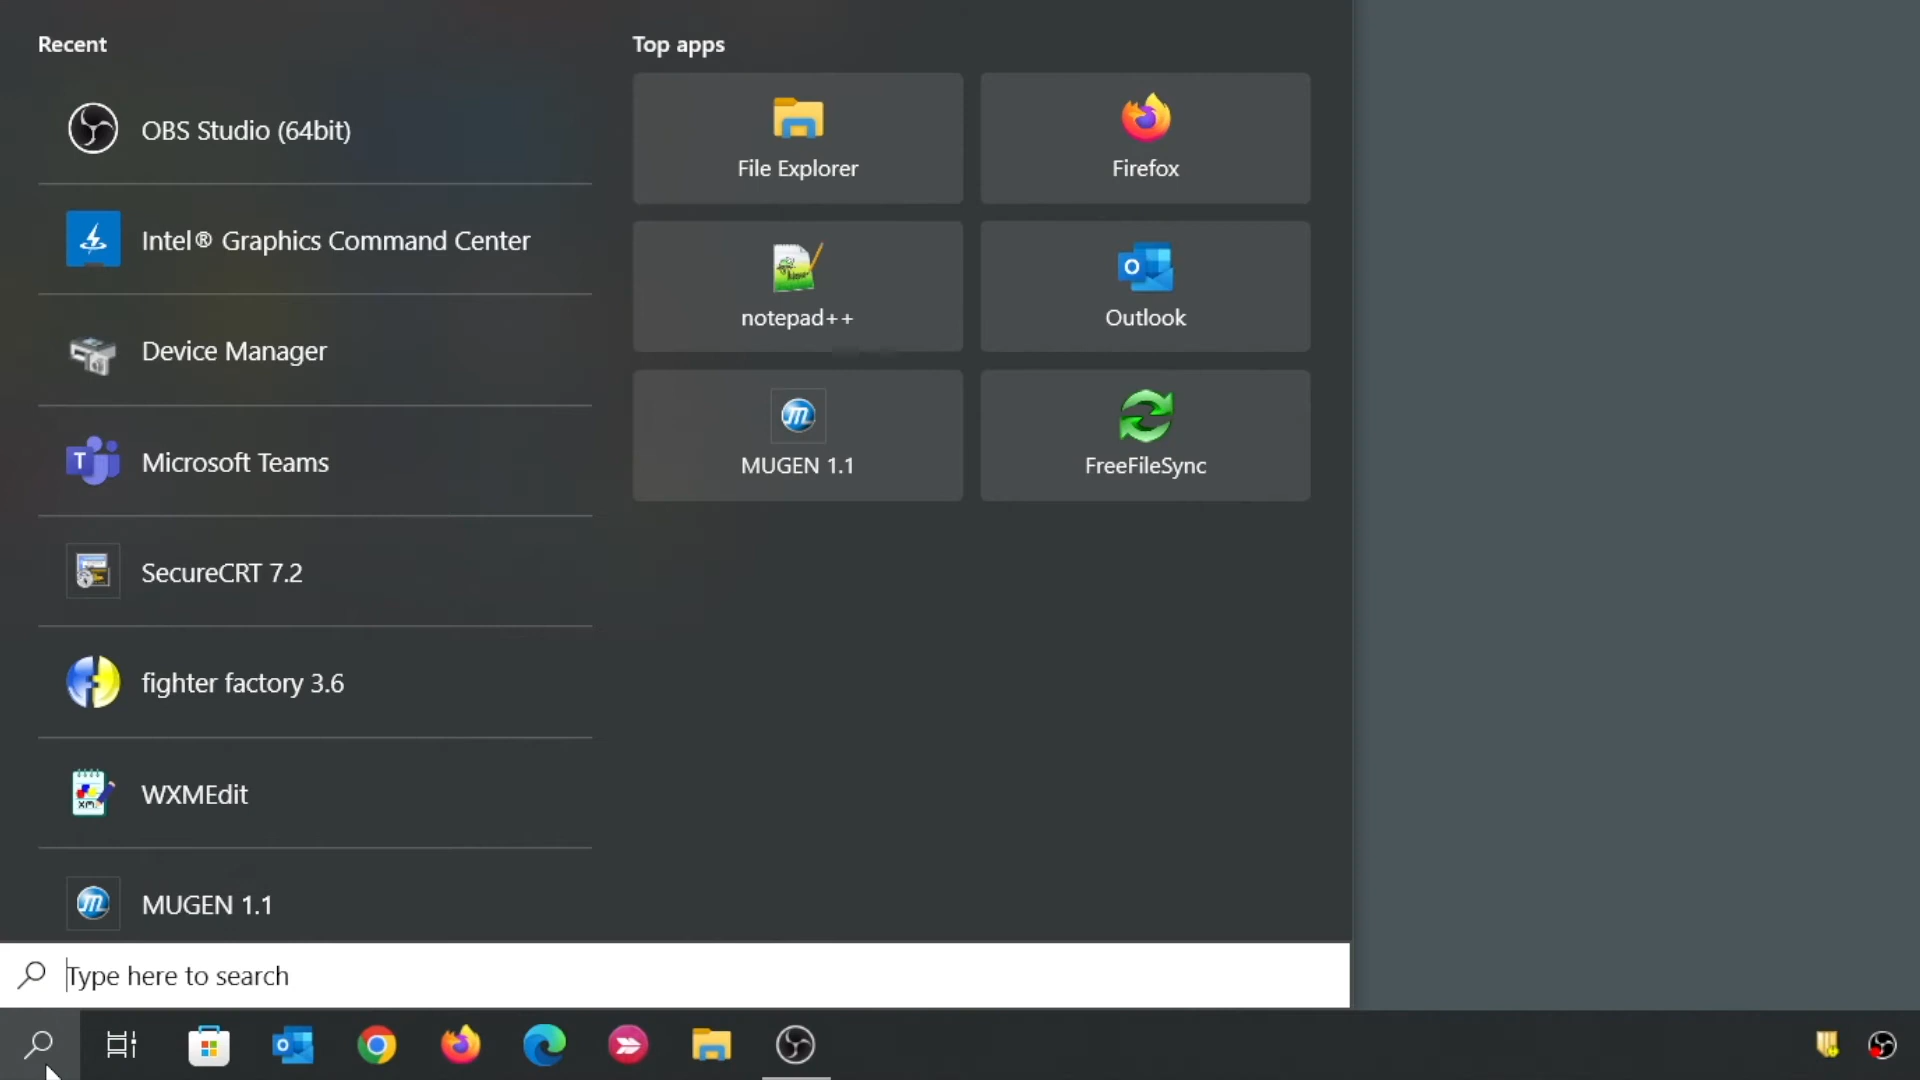 Recent
OBS Studio (64bit)
Intel® Graphics Command Center
Device Manager
Microsoft Teams
SecureCRT 7.2
fighter factory 3.6
WXMEdit
MUGEN 1.1
Top apps
File Explorer
Firefox
notepad++
Outlook
MUGEN 1.1
FreeFileSync
Type here to search